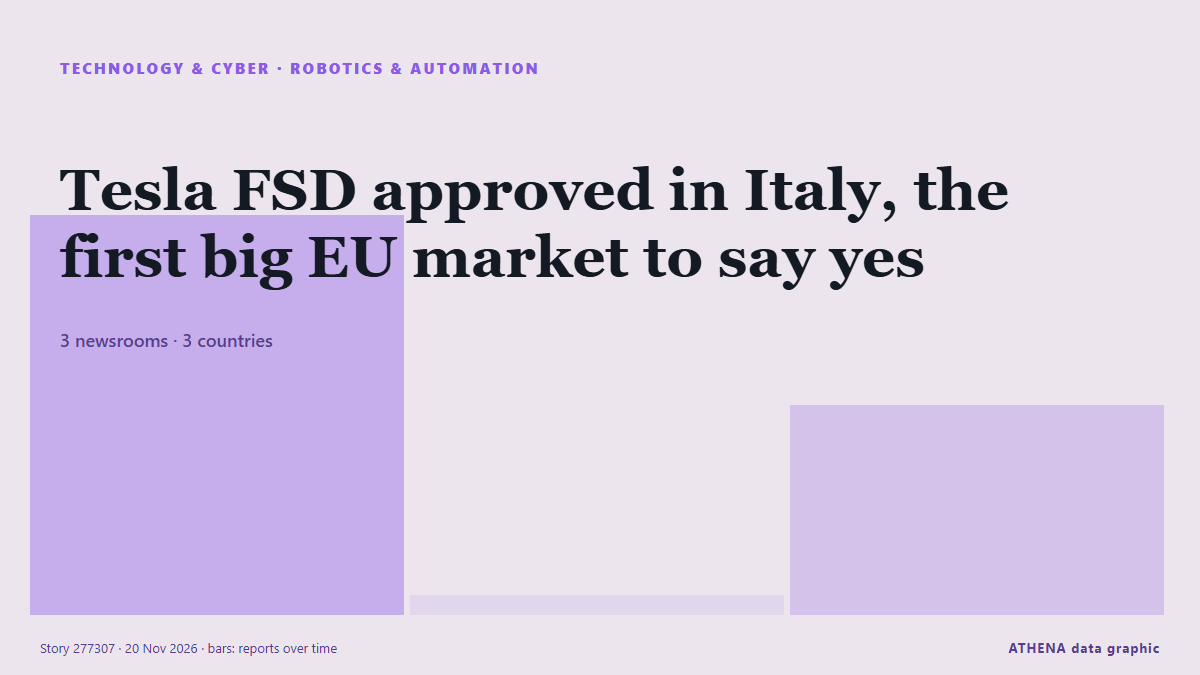 TECHNOLOGY & CYBER · ROBOTICS & AUTOMATION
Tesla FSD approved in Italy, the
first big EU market to say yes
3 newsrooms · 3 countries
Story 277307 · 20 Nov 2026 · bars: reports over time
ATHENA data graphic